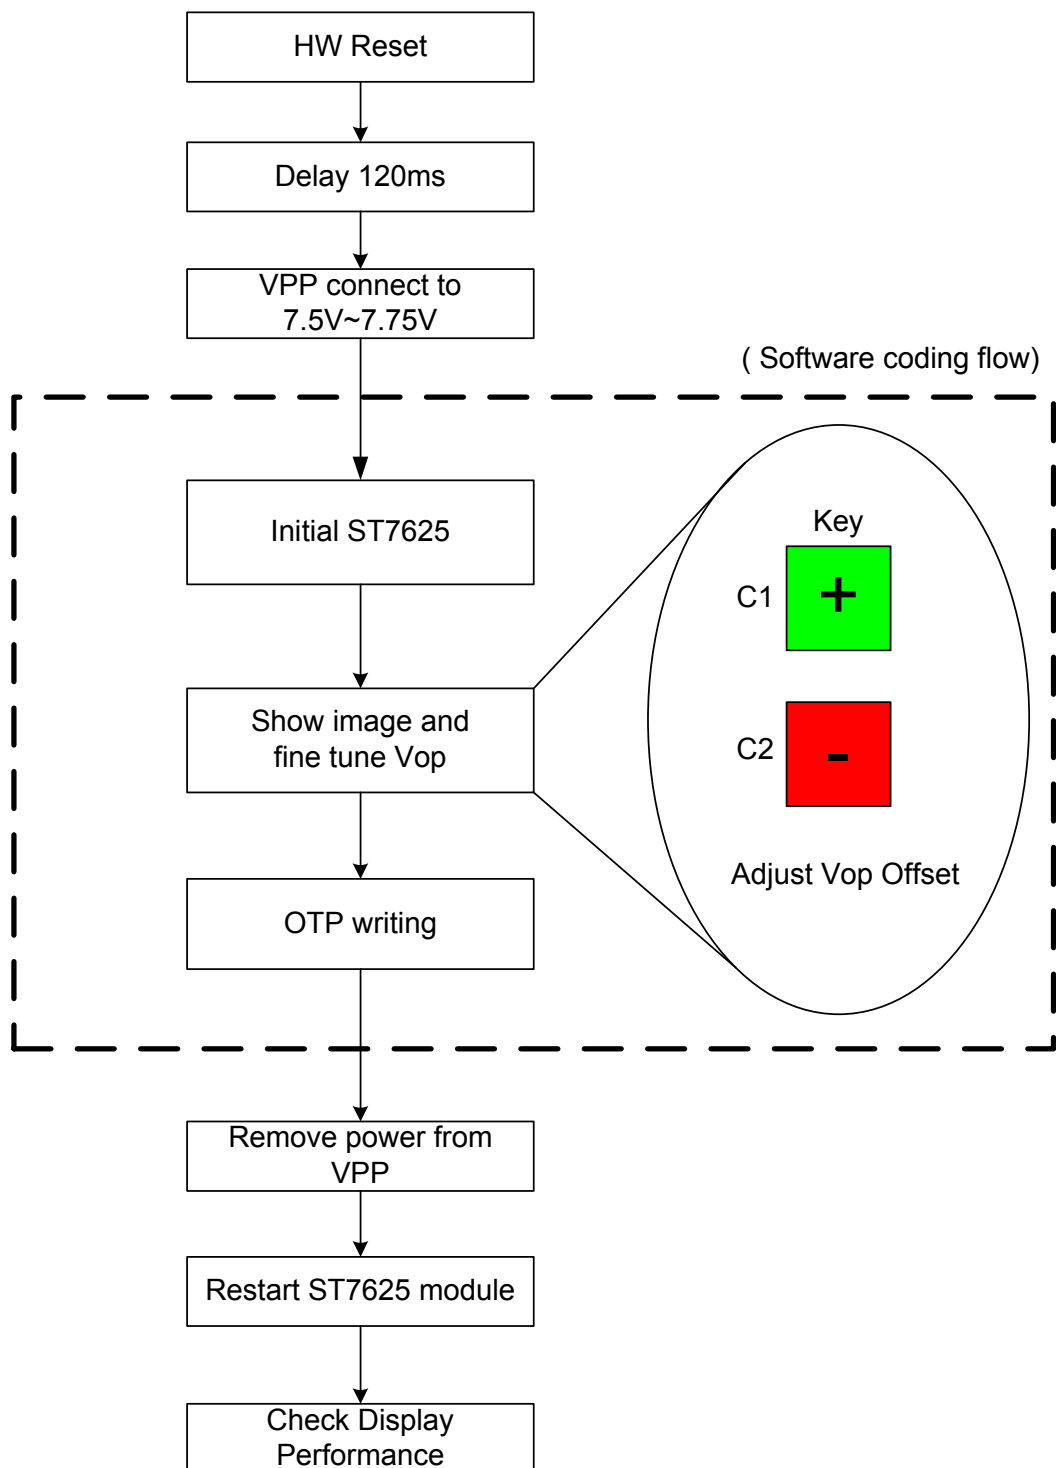 HW Reset
Delay 120ms
VPP connect to
7.5V~7.75V
( Software coding flow)
Initial ST7625
Show image and
fine tune Vop
Key
C1
+
C2
-
Adjust Vop Offset
OTP writing
Remove power from
VPP
Restart ST7625 module
Check Display
Performance